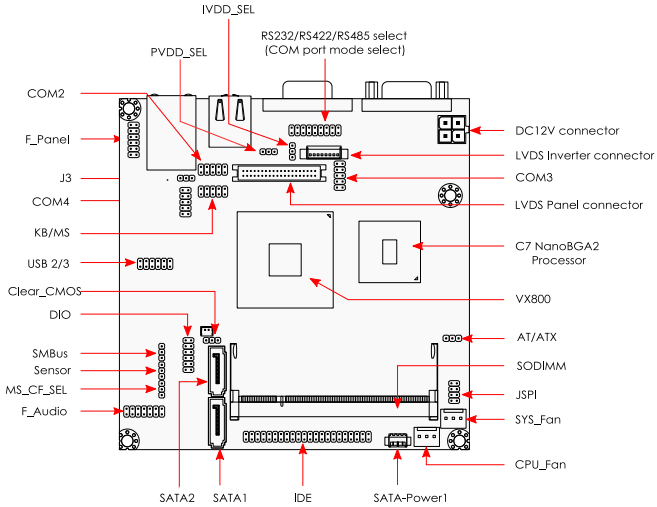 IVDD_SEL
RS232/RS422/RS485 select
(COM port mode select)
PVDD_SEL
COM2
F_Panel
J3
COM4
KB/MS
USB 2/3
Clear_CMOS
DIO
SMBus
Sensor
MS_CF_SEL
F_Audio
DC12V connector
LVDS Inverter connector
COM3
LVDS Panel connector
C7 NanoBGA2
Processor
VX800
AT/ATX
SODIMM
JSPI
SYS_Fan
CPU_Fan
SATA2
SATA1
IDE
SATA-Power1